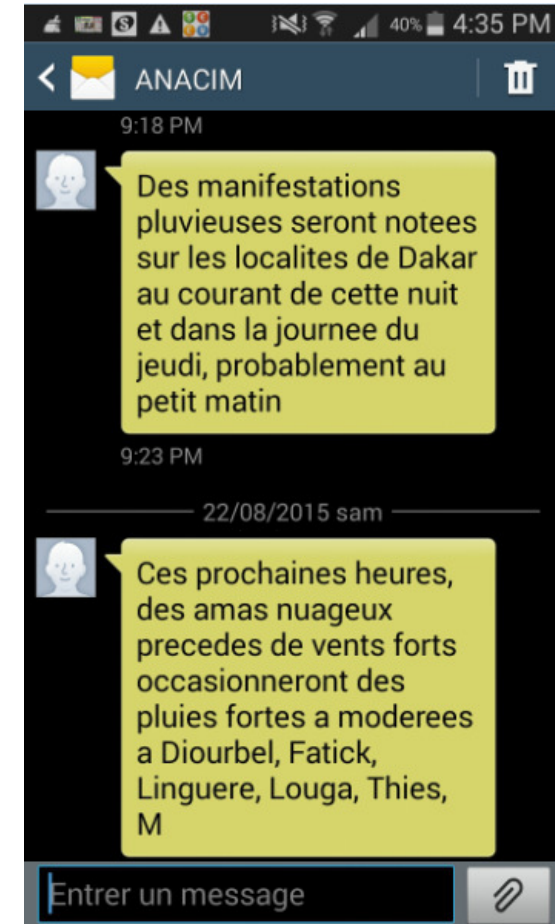 40% 4:35 PM
ANACIM
9:18 PM
Des manifestations
pluvieuses seront notees
sur les localites de Dakar
au courant de cette nuit
et dans la journee du
jeudi, probablement au
petit matin
9:23 PM
22/08/2015 sam
Ces prochaines heures,
des amas nuageux
precedes de vents forts
occasionneront des
pluies fortes a moderees
a Diourbel, Fatick,
Linguere, Louga, Thies,
M
Entrer un message